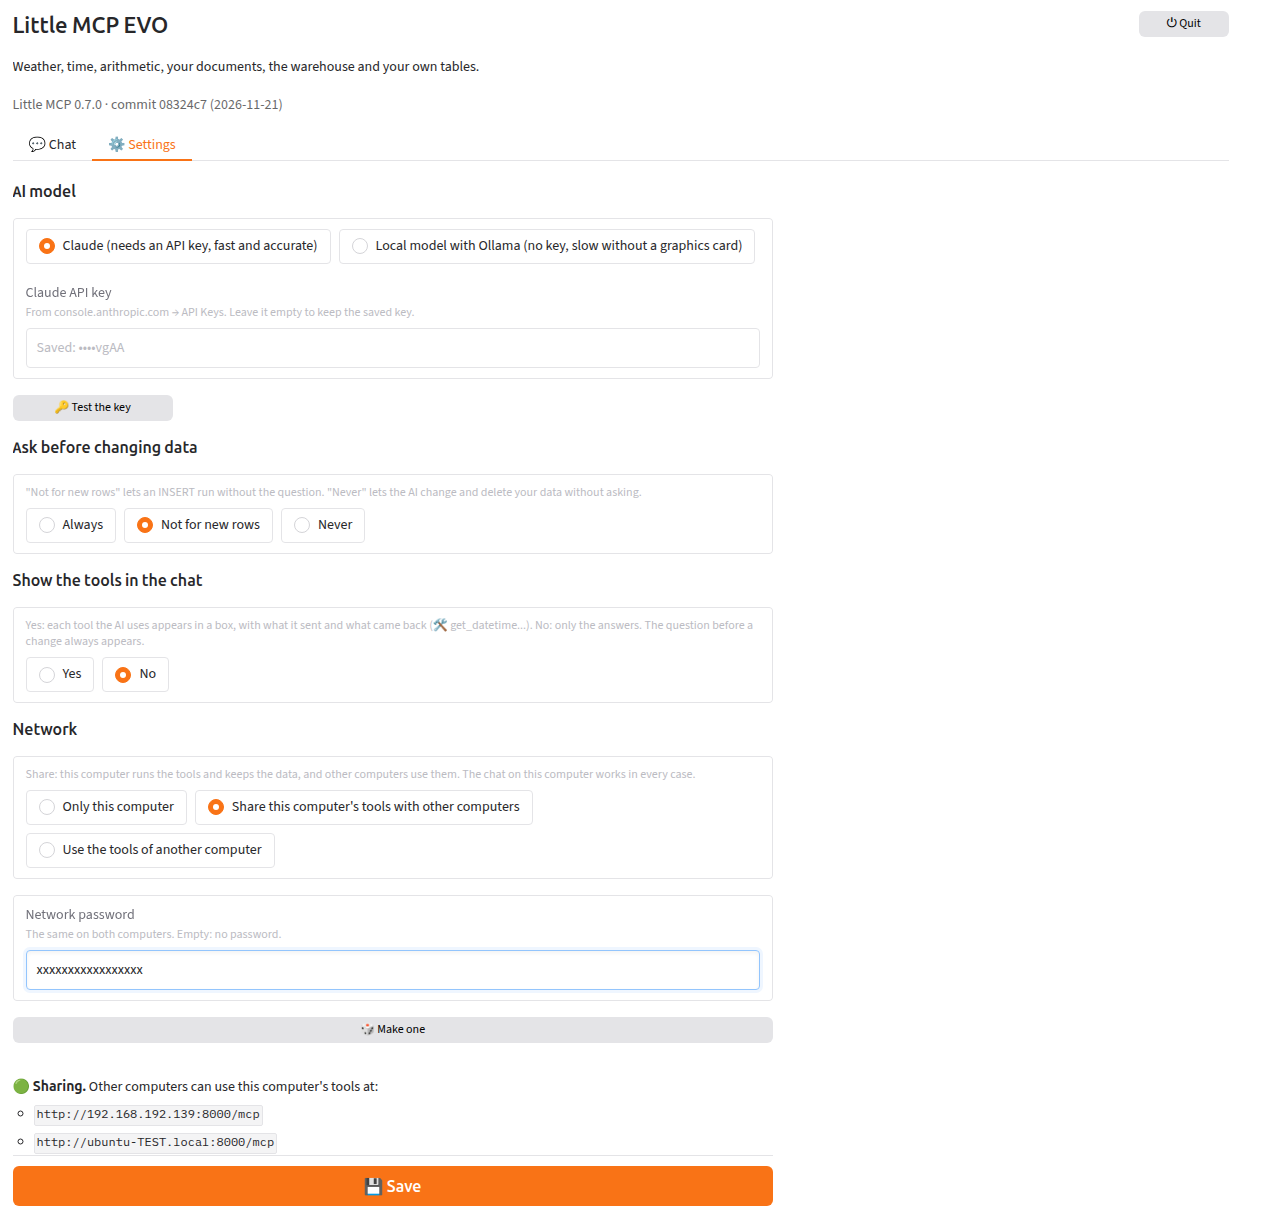 Little MCP EVO
⏻ Quit
Weather, time, arithmetic, your documents, the warehouse and your own tables.
Little MCP 0.7.0 · commit 08324c7 (2026-11-21)
💬 Chat
⚙️ Settings
AI model
Claude (needs an API key, fast and accurate)
Local model with Ollama (no key, slow without a graphics card)
Claude API key
From console.anthropic.com → API Keys. Leave it empty to keep the saved key.
Saved: ••••vgAA
🔑 Test the key
Ask before changing data
"Not for new rows" lets an INSERT run without the question. "Never" lets the AI change and delete your data without asking.
Always
Not for new rows
Never
Show the tools in the chat
Yes: each tool the AI uses appears in a box, with what it sent and what came back (🛠️ get_datetime...). No: only the answers. The question before a
change always appears.
Yes
No
Network
Share: this computer runs the tools and keeps the data, and other computers use them. The chat on this computer works in every case.
Only this computer
Share this computer's tools with other computers
Use the tools of another computer
Network password
The same on both computers. Empty: no password.
xxxxxxxxxxxxxxxxx
🎲 Make one
🟢 Sharing. Other computers can use this computer's tools at:
http://192.168.192.139:8000/mcp
http://ubuntu-TEST.local:8000/mcp
💾 Save